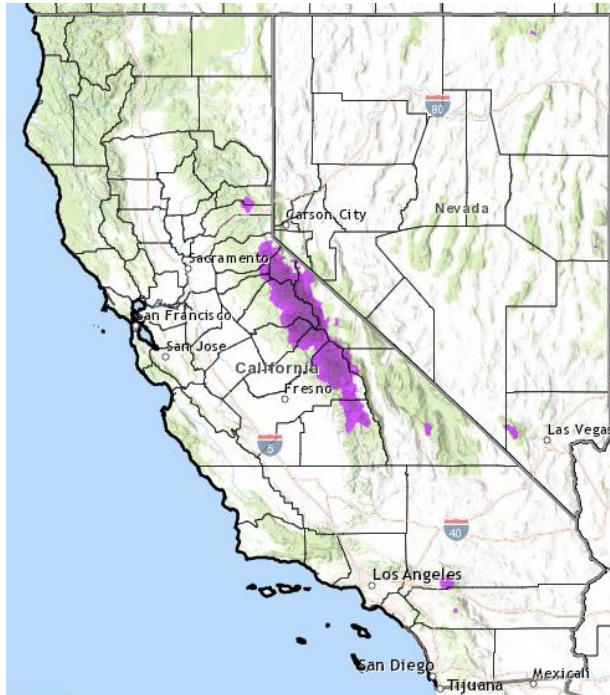 80
Carson City
Nevada
Sacramento
San Francisco
San Jose
California
Fresno
Las Vegas
5
40
Los Angeles
San Diego
Tijuana
Mexicali